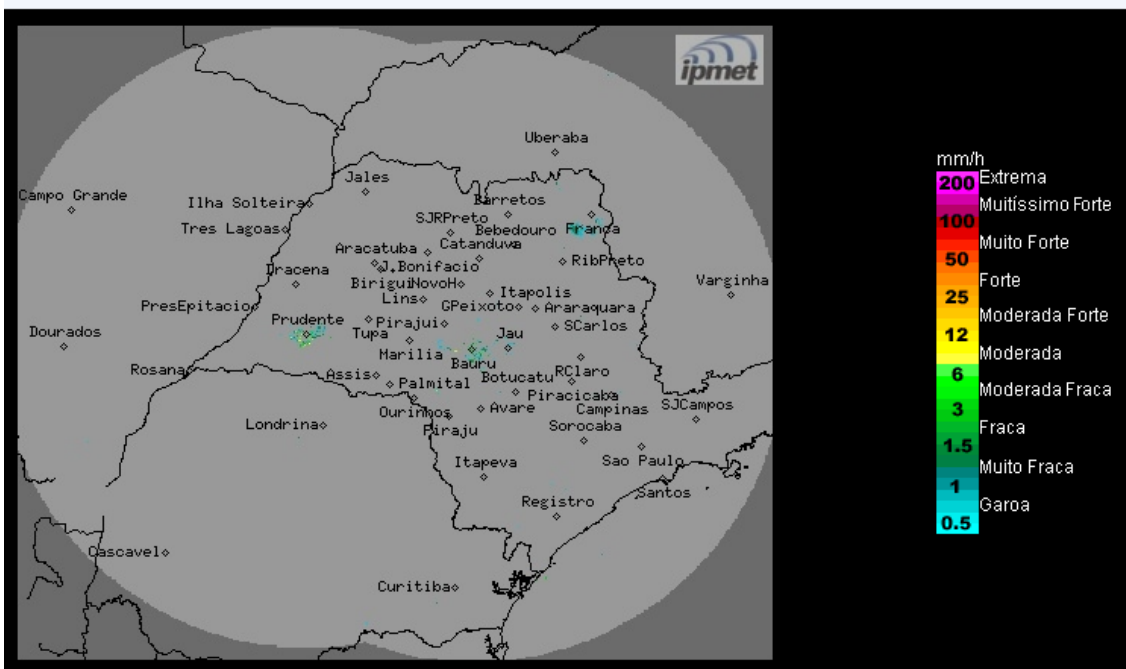 ipmet
Uberaba
Jales
Campo Grande
Ilha Solteira
Barretos
SJRPreto
Tres Lagoas
Bebedouro
Franca
Aracatuba
Catanduva
J.Bonifacio
RibPreto
Dracena
Birigui
NovoH
Varginha
Lins
Itapolis
PresEpitacio
GPeixoto
Araraquara
Prudente
Pirajui
SCarlos
Dourados
Tupa
Jau
Marilia
Bauru
Rosana
Assis
Palmital
Botucatu
RClaro
Piracicaba
Ourinhos
Avare
Campinas
SJCampos
Londrina
Piraju
Sorocaba
Itapeva
Sao Paulo
Santos
Registro
Cascavel
Curitiba
mm/h
200 Extrema
Muitíssimo Forte
100
Muito Forte
50
Forte
25
Moderada Forte
12
Moderada
6
Moderada Fraca
3
Fraca
1.5
Muito Fraca
1
Garoa
0.5